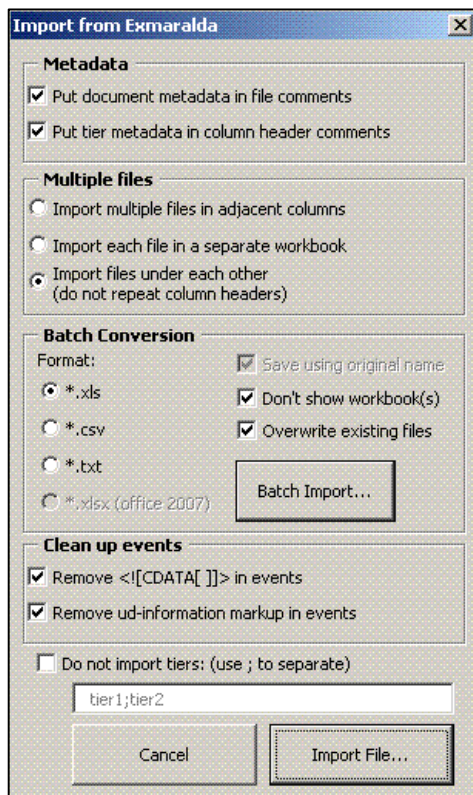 Import from Exmaralda
Metadata
Put document metadata in file comments
Put tier metadata in column header comments
Multiple files
Import multiple files in adjacent columns
Import each file in a separate workbook
Import files under each other
(do not repeat column headers)
Batch Conversion
Format:
Save using original name
*.xls
Don't show workbook(s)
*.csv
Overwrite existing files
*.txt
Batch Import...
*.xlsx (office 2007)
Clean up events
Remove <![CDATA[ ]]> in events
Remove ud-information markup in events
Do not import tiers: (use ; to separate)
tier1;tier2
Cancel
Import File...